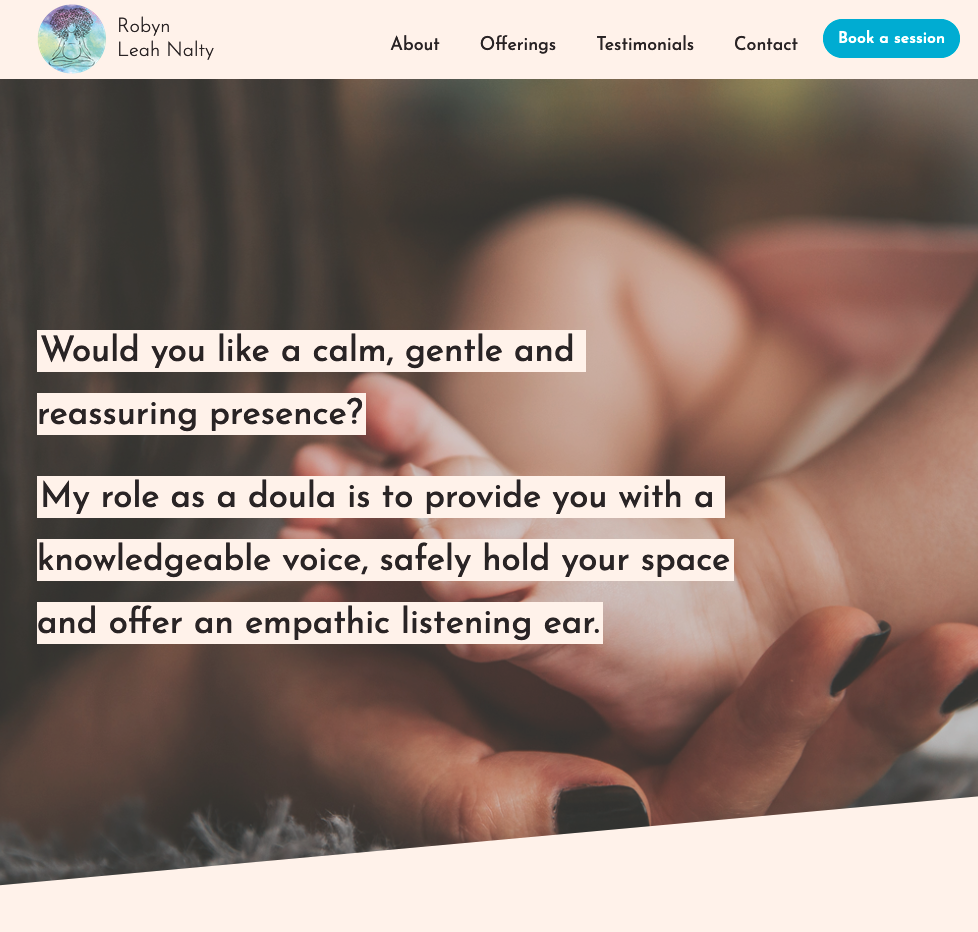 Robyn
Leah Nalty
About Offerings Testimonials Contact Book a session
Would you like a calm, gentle and
reassuring presence?
My role as a doula is to provide you with a
knowledgeable voice, safely hold your space
and offer an empathic listening ear.